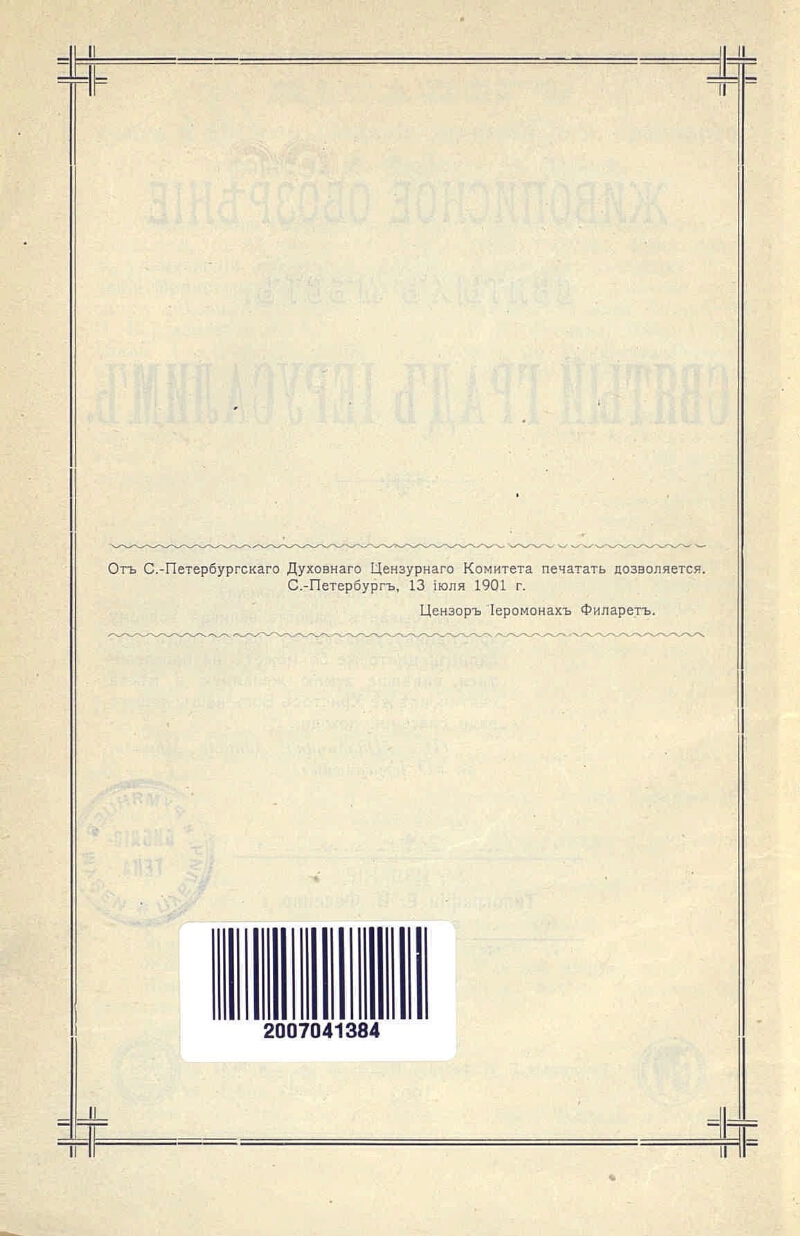 Отъ С.-Петербургскаго Духовнаго Цензурнаго Комитета печатать дозволяется.
С.-Петербургъ, 13 іюля 1901 г.
Цензоръ Іеромонахъ Филаретъ.
2007041384